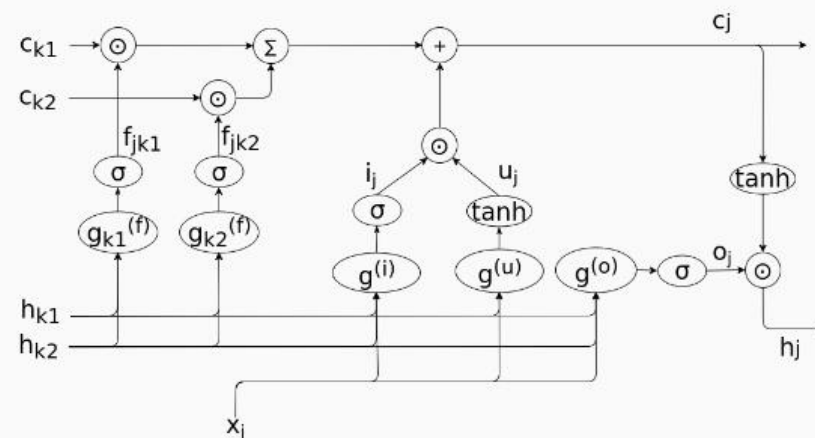 c_k1 ⊙ Σ + c_j
c_k2 ⊙
f_jk1 f_jk2 ⊙
σ σ i_j u_j tanh
σ tanh
g_k1^(f) g_k2^(f)
g^(i) g^(u) g^(o) σ o_j ⊙
h_k1
h_k2 h_j
x_j